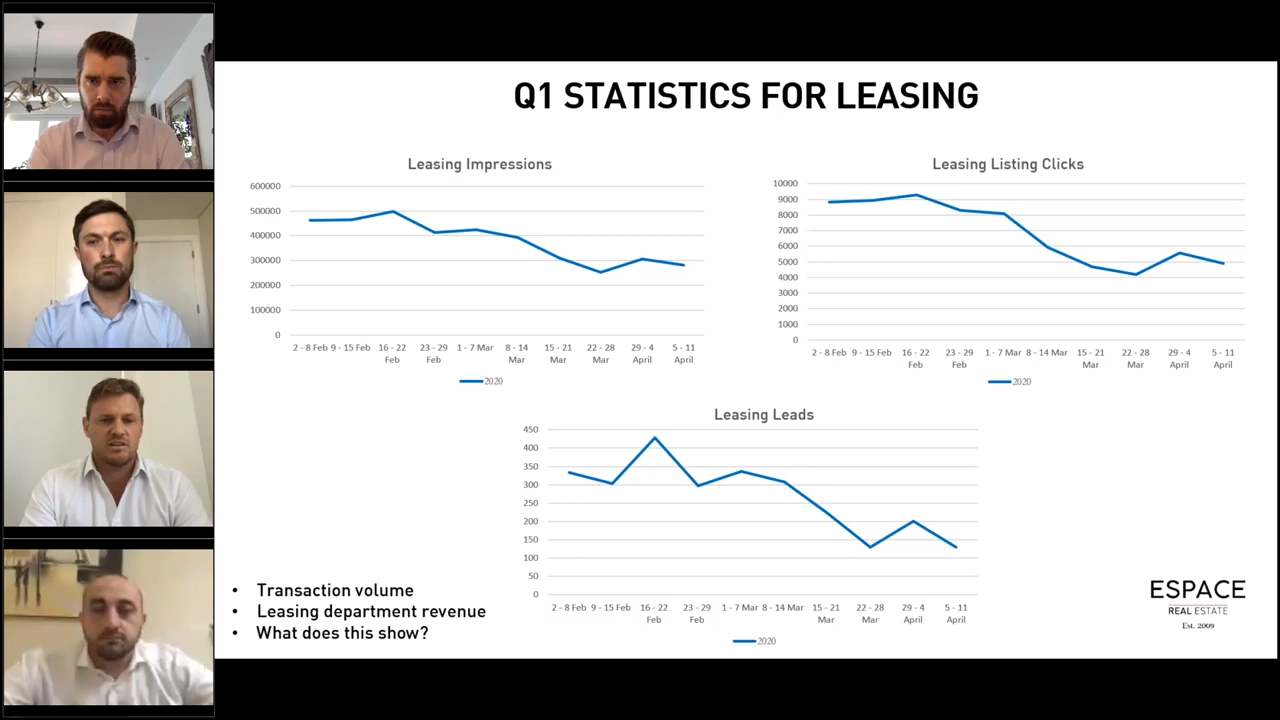 Q1 STATISTICS FOR LEASING
Leasing Impressions
600000
500000
400000
300000
200000
100000
0
2 - 8 Feb 9 - 15 Feb 16 - 22 23 - 29 1 - 7 Mar 8 - 14 15 - 21 22 - 28 29 - 4 5 - 11
Feb Feb Mar Mar Mar April April
2020
Leasing Listing Clicks
10000
9000
8000
7000
6000
5000
4000
3000
2000
1000
0
2 - 8 Feb 9 - 15 Feb 16 - 22 23 - 29 1 - 7 Mar 8 - 14 Mar 15 - 21 22 - 28 29 - 4 5 - 11
Feb Feb Mar Mar April April
2020
Leasing Leads
450
400
350
300
250
200
150
100
50
0
2 - 8 Feb 9 - 15 Feb 16 - 22 23 - 29 1 - 7 Mar 8 - 14 Mar 15 - 21 22 - 28 29 - 4 5 - 11
Feb Feb Mar Mar April April
2020
• Transaction volume
• Leasing department revenue
• What does this show?
ESPACE
REAL ESTATE
Est. 2009